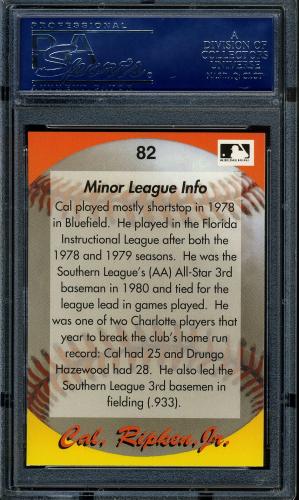 PROFESSIONAL
PSA
Sports
A
DIVISION OF
COLLECTORS
UNIVERSE
NASDAQ: CLCT
82
Minor League Info
Cal played mostly shortstop in 1978
in Bluefield. He played in the Florida
Instructional League after both the
1978 and 1979 seasons. He was the
Southern League's (AA) All-Star 3rd
baseman in 1980 and tied for the
league lead in games played. He
was one of two Charlotte players that
year to break the club's home run
record: Cal had 25 and Drungo
Hazewood had 28. He also led the
Southern League 3rd basemen in
fielding (.933).
Cal. Ripken, Jr.